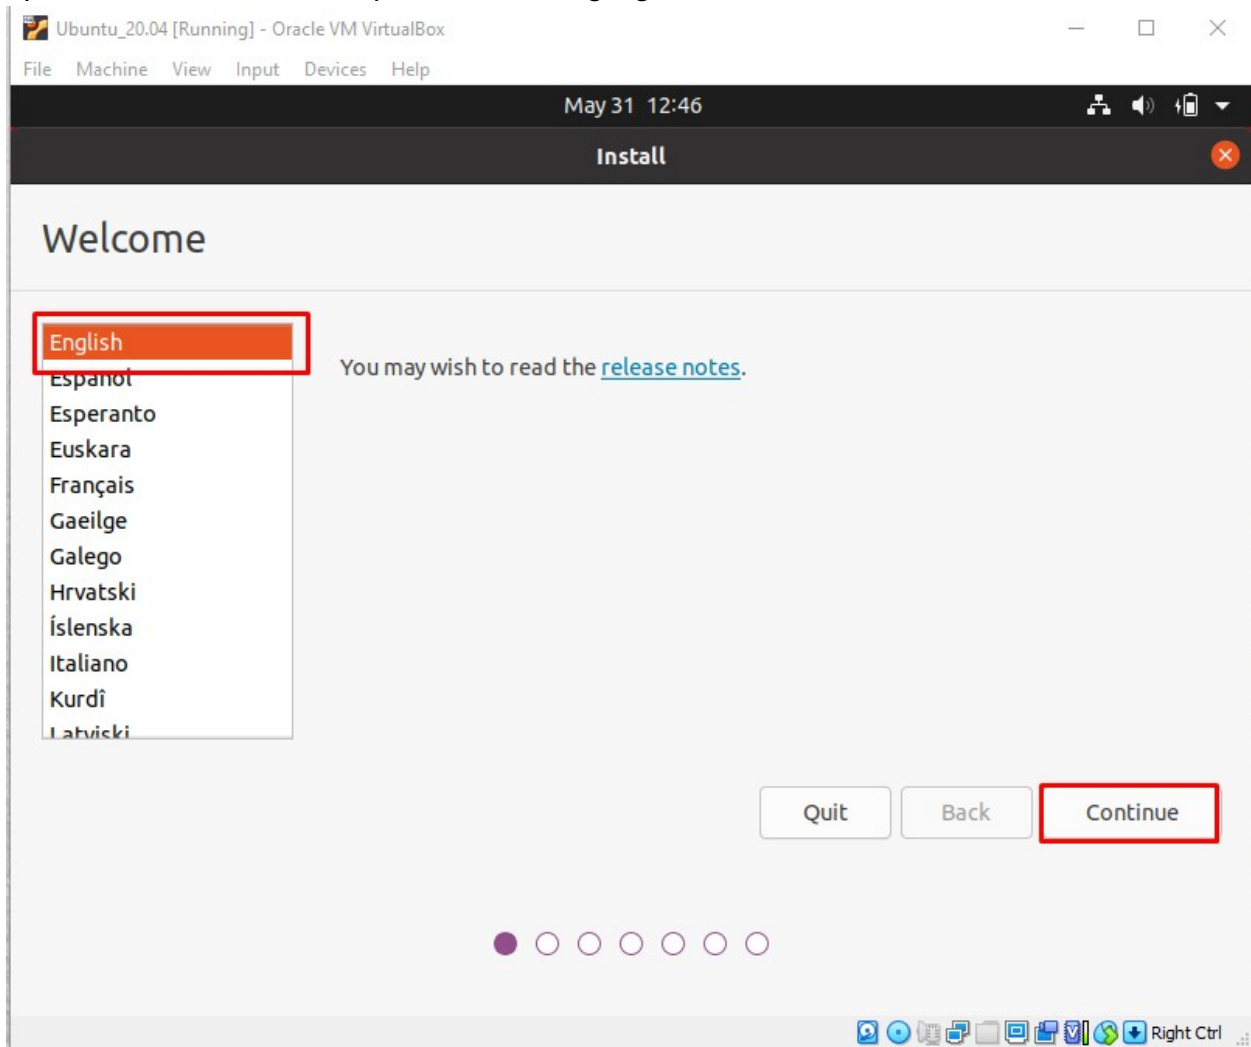 Ubuntu_20.04 [Running] - Oracle VM VirtualBox
File Machine View Input Devices Help
May 31 12:46
Install
Welcome
English
Español
Esperanto
Euskara
Français
Gaeilge
Galego
Hrvatski
Íslenska
Italiano
Kurdî
Latviski
You may wish to read the release notes.
Quit Back Continue
Right Ctrl